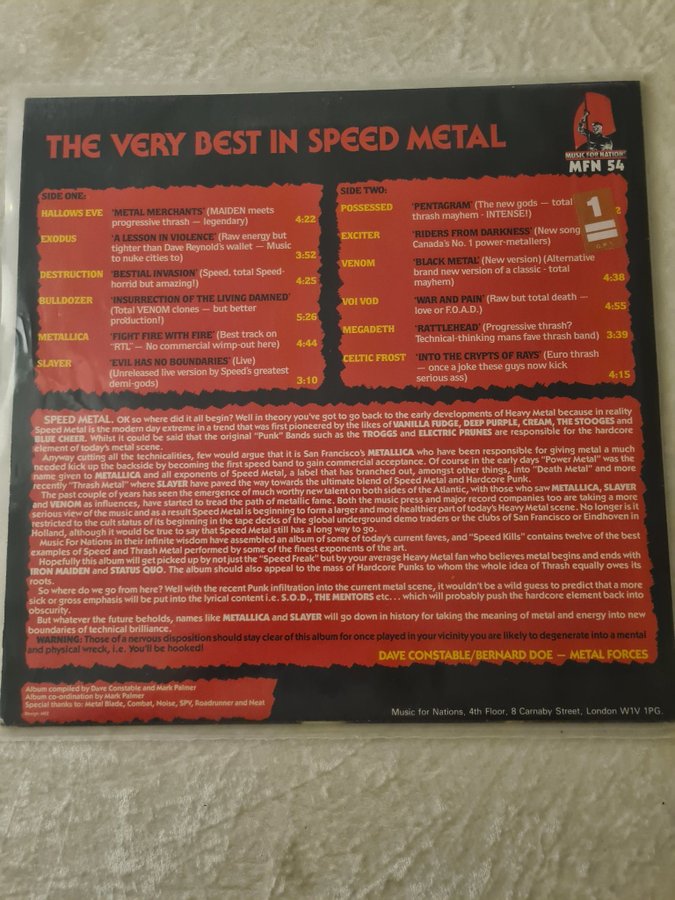 THE VERY BEST IN SPEED METAL
MUSIC FOR NATIONS
MFN 54
SIDE ONE:
HALLOWS EVE 'METAL MERCHANTS' (MAIDEN meets
progressive thrash — legendary) 4:22
EXODUS 'A LESSON IN VIOLENCE' (Raw energy but
tighter than Dave Reynold's wallet — Music
to nuke cities to) 3:52
DESTRUCTION 'BESTIAL INVASION' (Speed, total Speed-
horrid but amazing!) 4:25
BULLDOZER 'INSURRECTION OF THE LIVING DAMNED'
(Total VENOM clones — but better
production!) 5:26
METALLICA 'FIGHT FIRE WITH FIRE' (Best track on
"RTL" — No commercial wimp-out here) 4:44
SLAYER 'EVIL HAS NO BOUNDARIES' (Live)
(Unreleased live version by Speed's greatest
demi-gods) 3:10
SIDE TWO:
POSSESSED 'PENTAGRAM' (The new gods — total
thrash mayhem - INTENSE!) 2
1
EXCITER 'RIDERS FROM DARKNESS' (New song
Canada's No. 1 power-metallers)
VENOM 'BLACK METAL' (New version) (Alternative
brand new version of a classic - total
mayhem) 4:38
VOI VOD 'WAR AND PAIN' (Raw but total death —
love or F.O.A.D.) 4:55
MEGADETH 'RATTLEHEAD' (Progressive thrash?
Technical-thinking mans fave thrash band) 3:39
CELTIC FROST 'INTO THE CRYPTS OF RAYS' (Euro thrash
— once a joke these guys now kick
serious ass) 4:15
SPEED METAL. OK so where did it all begin? Well in theory you've got to go back to the early developments of Heavy Metal because in reality
Speed Metal is the modern day extreme in a trend that was first pioneered by the likes of VANILLA FUDGE, DEEP PURPLE, CREAM, THE STOOGES and
BLUE CHEER. Whilst it could be said that the original "Punk" Bands such as the TROGGS and ELECTRIC PRUNES are responsible for the hardcore
element of today's metal scene.
Anyway cutting all the technicalities, few would argue that it is San Francisco's METALLICA who have been responsible for giving metal a much
needed kick up the backside by becoming the first speed band to gain commercial acceptance. Of course in the early days "Power Metal" was the
name given to METALLICA and all exponents of Speed Metal, a label that has branched out, amongst other things, into "Death Metal" and more
recently "Thrash Metal" where SLAYER have paved the way towards the ultimate blend of Speed Metal and Hardcore Punk.
The past couple of years has seen the emergence of much worthy new talent on both sides of the Atlantic, with those who saw METALLICA, SLAYER
and VENOM as influences, have started to tread the path of metallic fame. Both the music press and major record companies too are taking a more
serious view of the music and as a result Speed Metal is beginning to form a larger and more healthier part of today's Heavy Metal scene. No longer is it
restricted to the cult status of its beginning in the tape decks of the global underground demo traders or the clubs of San Francisco or Eindhoven in
Holland, although it would be true to say that Speed Metal still has a long way to go.
Music For Nations in their infinite wisdom have assembled an album of some of today's current faves, and "Speed Kills" contains twelve of the best
examples of Speed and Thrash Metal performed by some of the finest exponents of the art.
Hopefully this album will get picked up by not just the "Speed Freak" but by your average Heavy Metal fan who believes metal begins and ends with
IRON MAIDEN and STATUS QUO. The album should also appeal to the mass of Hardcore Punks to whom the whole idea of Thrash equally owes its
roots.
So where do we go from here? Well with the recent Punk infiltration into the current metal scene, it wouldn't be a wild guess to predict that a more
sick or gross emphasis will be put into the lyrical content i.e. S.O.D., THE MENTORS etc... which will probably push the hardcore element back into
obscurity.
But whatever the future beholds, names like METALLICA and SLAYER will go down in history for taking the meaning of metal and energy into new
boundaries of technical brilliance.
WARNING: Those of a nervous disposition should stay clear of this album for once played in your vicinity you are likely to degenerate into a mental
and physical wreck, i.e. You'll be hooked!
DAVE CONSTABLE/BERNARD DOE — METAL FORCES
Album compiled by Dave Constable and Mark Palmer
Album co-ordination by Mark Palmer
Special thanks to: Metal Blade, Combat, Noise, SPV, Roadrunner and Neat
Music for Nations, 4th Floor, 8 Carnaby Street, London W1V 1PG.